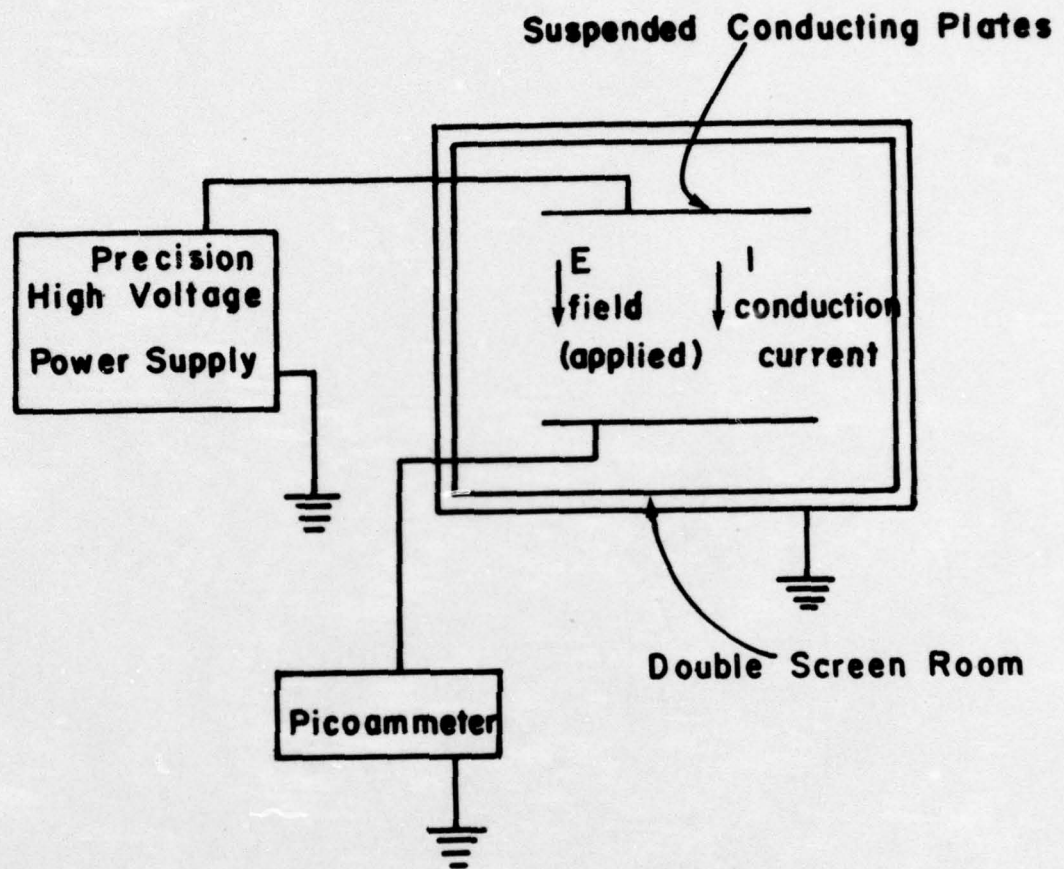 Suspended Conducting Plates
Precision
High Voltage
Power Supply
E
field
(applied)
I
conduction
current
Double Screen Room
Picoammeter